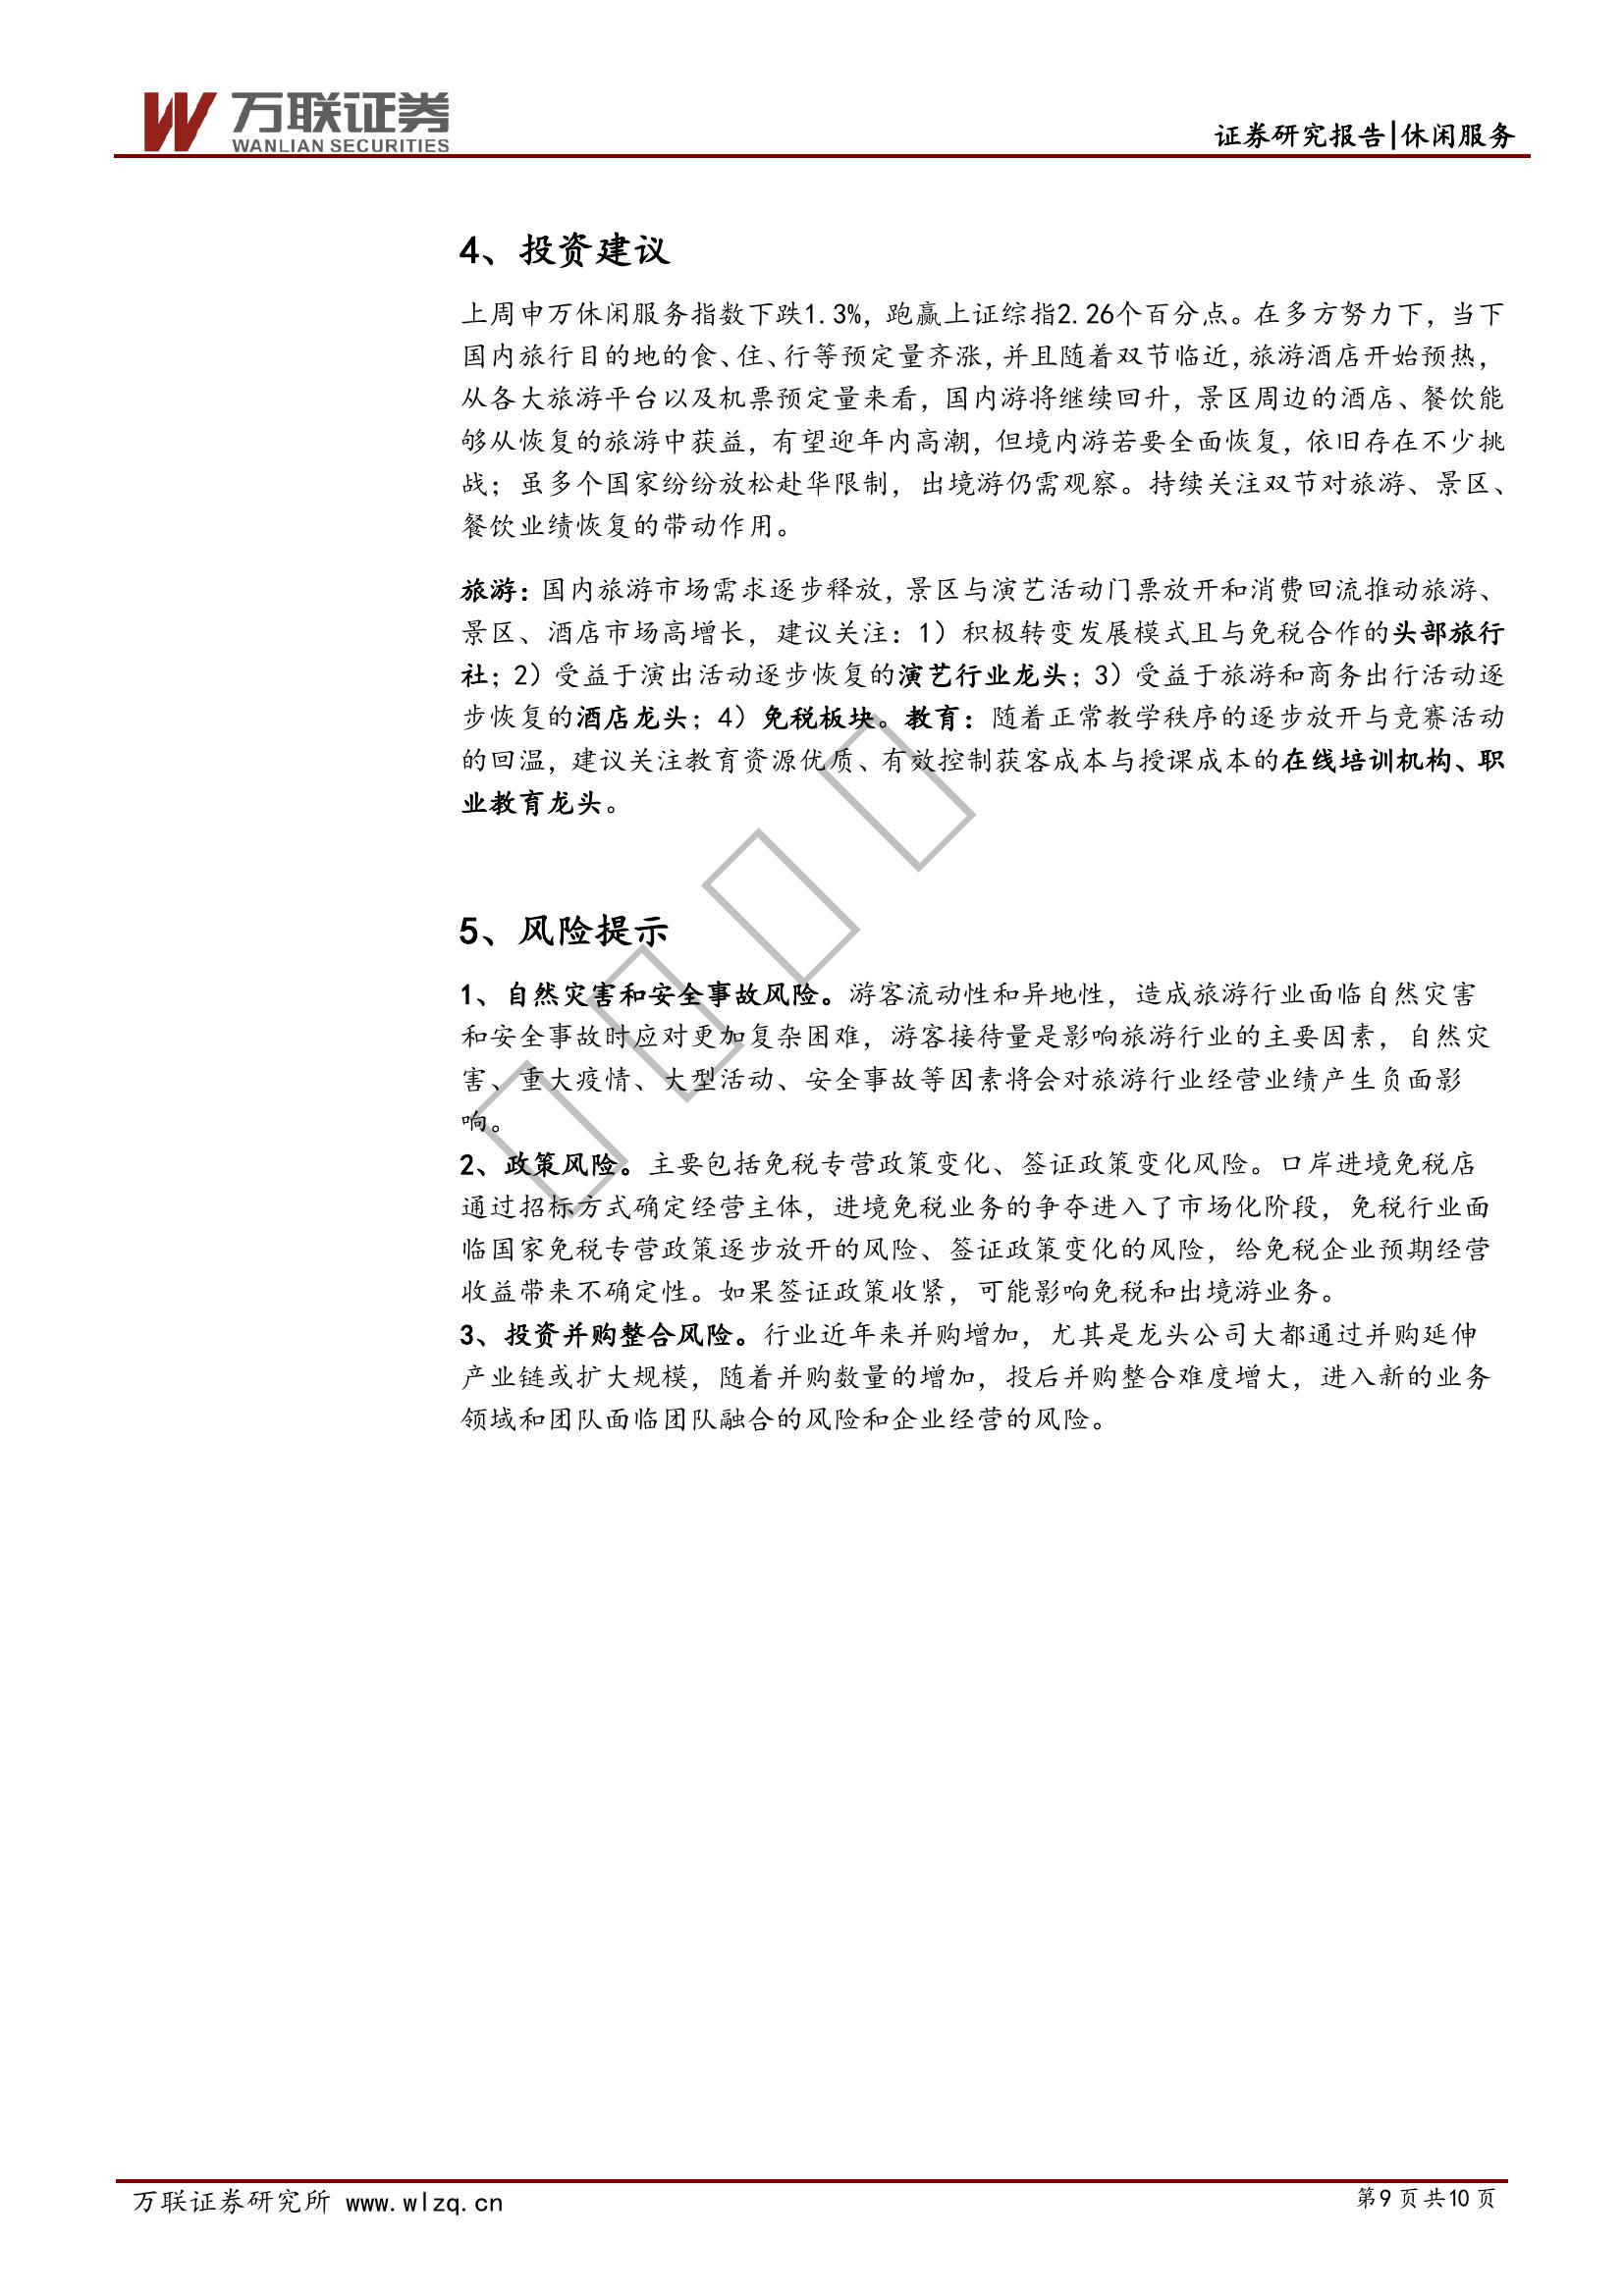 万联证券
WANLIAN SECURITIES
证券研究报告|休闲服务
4、投资建议
上周申万休闲服务指数下跌1.3%，跑赢上证综指2.26个百分点。在多方努力下，当下
国内旅行目的地的食、住、行等预定量齐涨，并且随着双节临近，旅游酒店开始预热，
从各大旅游平台以及机票预定量来看，国内游将继续回升，景区周边的酒店、餐饮能
够从恢复的旅游中获益，有望迎年内高潮，但境内游若要全面恢复，依旧存在不少挑
战；虽多个国家纷纷放松赴华限制，出境游仍需观察。持续关注双节对旅游、景区、
餐饮业绩恢复的带动作用。
旅游：国内旅游市场需求逐步释放，景区与演艺活动门票放开和消费回流推动旅游、
景区、酒店市场高增长，建议关注：1）积极转变发展模式且与免税合作的头部旅行
社；2）受益于演出活动逐步恢复的演艺行业龙头；3）受益于旅游和商务出行活动逐
步恢复的酒店龙头；4）免税板块。教育：随着正常教学秩序的逐步放开与竞赛活动
的回温，建议关注教育资源优质、有效控制获客成本与授课成本的在线培训机构、职
业教育龙头。
5、风险提示
1、自然灾害和安全事故风险。游客流动性和异地性，造成旅游行业面临自然灾害
和安全事故时应对更加复杂困难，游客接待量是影响旅游行业的主要因素，自然灾
害、重大疫情、大型活动、安全事故等因素将会对旅游行业经营业绩产生负面影
响。
2、政策风险。主要包括免税专营政策变化、签证政策变化风险。口岸进境免税店
通过招标方式确定经营主体，进境免税业务的争夺进入了市场化阶段，免税行业面
临国家免税专营政策逐步放开的风险、签证政策变化的风险，给免税企业预期经营
收益带来不确定性。如果签证政策收紧，可能影响免税和出境游业务。
3、投资并购整合风险。行业近年来并购增加，尤其是龙头公司大都通过并购延伸
产业链或扩大规模，随着并购数量的增加，投后并购整合难度增大，进入新的业务
领域和团队面临团队融合的风险和企业经营的风险。
万联证券研究所 www.wlzq.cn
第9页共10页